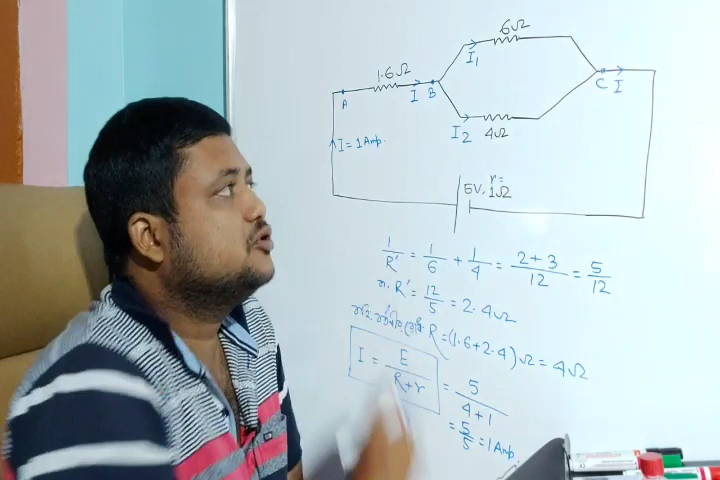 6Ω
I₁
1.6Ω
A
I
B
C
I
I₂
4Ω
I = 1 Amp.
5V, r = 1Ω
1/R' = 1/6 + 1/4 = (2+3)/12 = 5/12
R' = 12/5 = 2.4Ω
R = (1.6+2.4)Ω = 4Ω
I = E/(R+r) = 5/(4+1)
= 5/5 = 1 Amp.